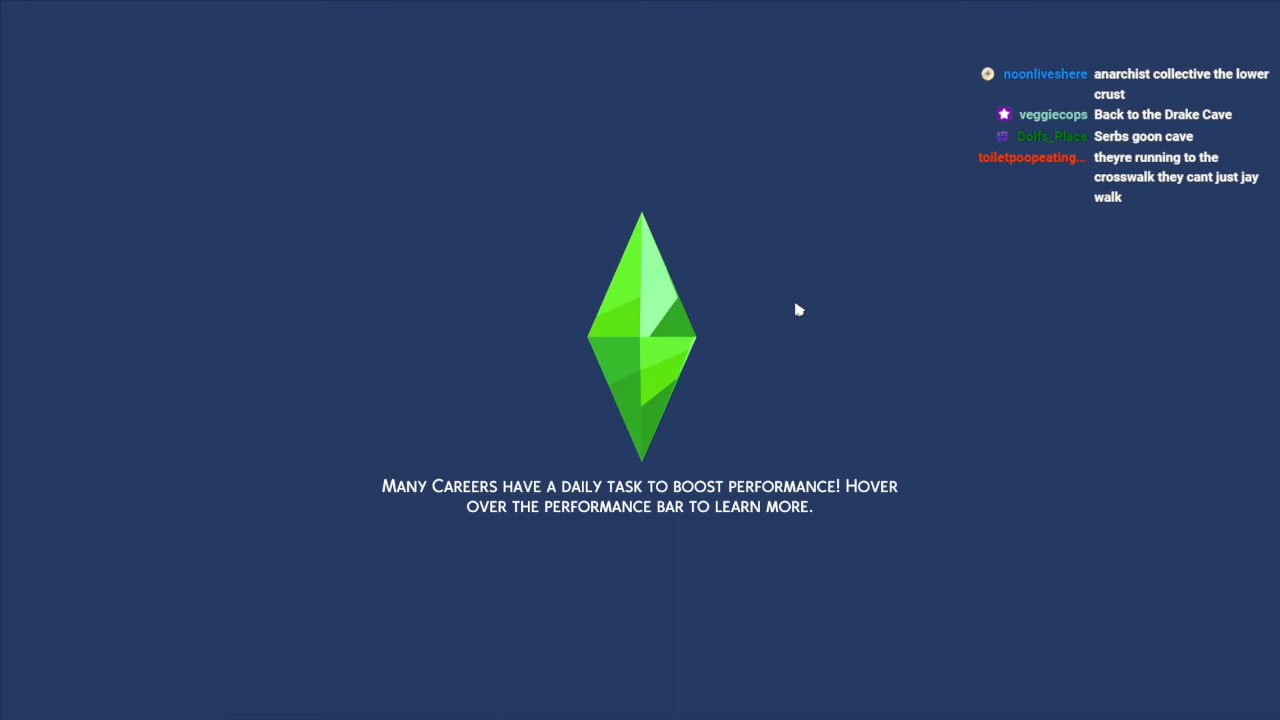 noonliveshere anarchist collective the lower
crust
veggiecops Back to the Drake Cave
Dolfs_Place Serbs goon cave
toiletpoopeating... theyre running to the
crosswalk they cant just jay
walk
MANY CAREERS HAVE A DAILY TASK TO BOOST PERFORMANCE! HOVER
OVER THE PERFORMANCE BAR TO LEARN MORE.